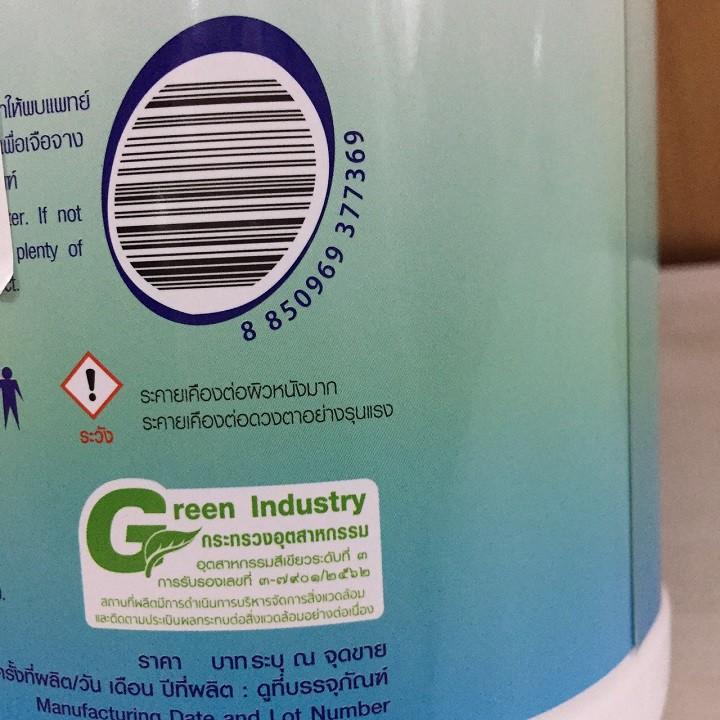 ให้พบแพทย์
เพื่อเจือจาง
If not
plenty of
8 850969 377369
ระวัง
ระคายเคืองต่อผิวหนังมาก
ระคายเคืองต่อดวงตาอย่างรุนแรง
Green Industry
กระทรวงอุตสาหกรรม
อุตสาหกรรมสีเขียวระดับที่ ๓
การรับรองเลขที่ ๓-๗๙๐๑/๒๕๖๒
สถานที่ผลิตมีการดำเนินการบริหารจัดการสิ่งแวดล้อม
และติดตามประเมินผลกระทบต่อสิ่งแวดล้อมอย่างต่อเนื่อง
ราคา บาทระบุ ณ จุดขาย
ครั้งที่ผลิต/วัน เดือน ปีที่ผลิต : ดูที่บรรจุภัณฑ์
Manufacturing Date and Lot Number